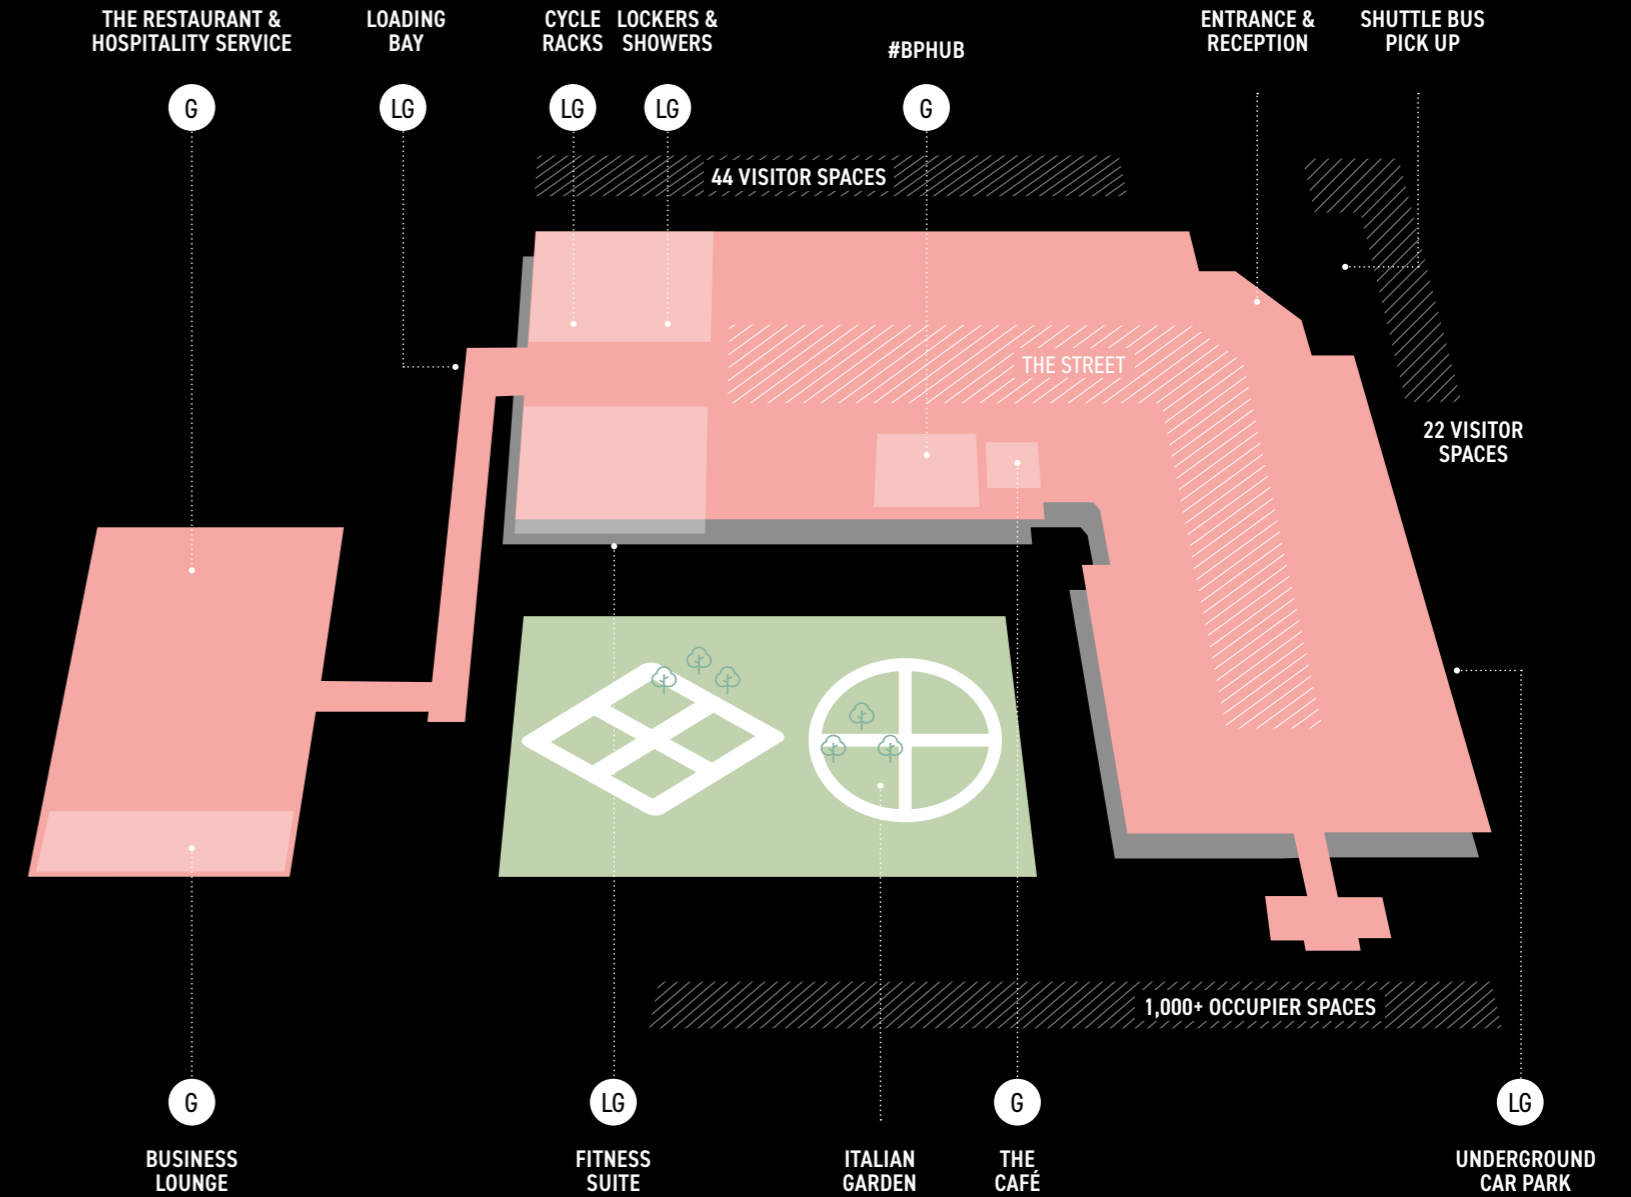 THE RESTAURANT &
HOSPITALITY SERVICE
G
LOADING
BAY
LG
CYCLE
RACKS
LG
LOCKERS &
SHOWERS
LG
#BPHUB
G
ENTRANCE &
RECEPTION
SHUTTLE BUS
PICK UP
44 VISITOR SPACES
THE STREET
22 VISITOR
SPACES
1,000+ OCCUPIER SPACES
G
BUSINESS
LOUNGE
LG
FITNESS
SUITE
ITALIAN
GARDEN
G
THE
CAFÉ
LG
UNDERGROUND
CAR PARK